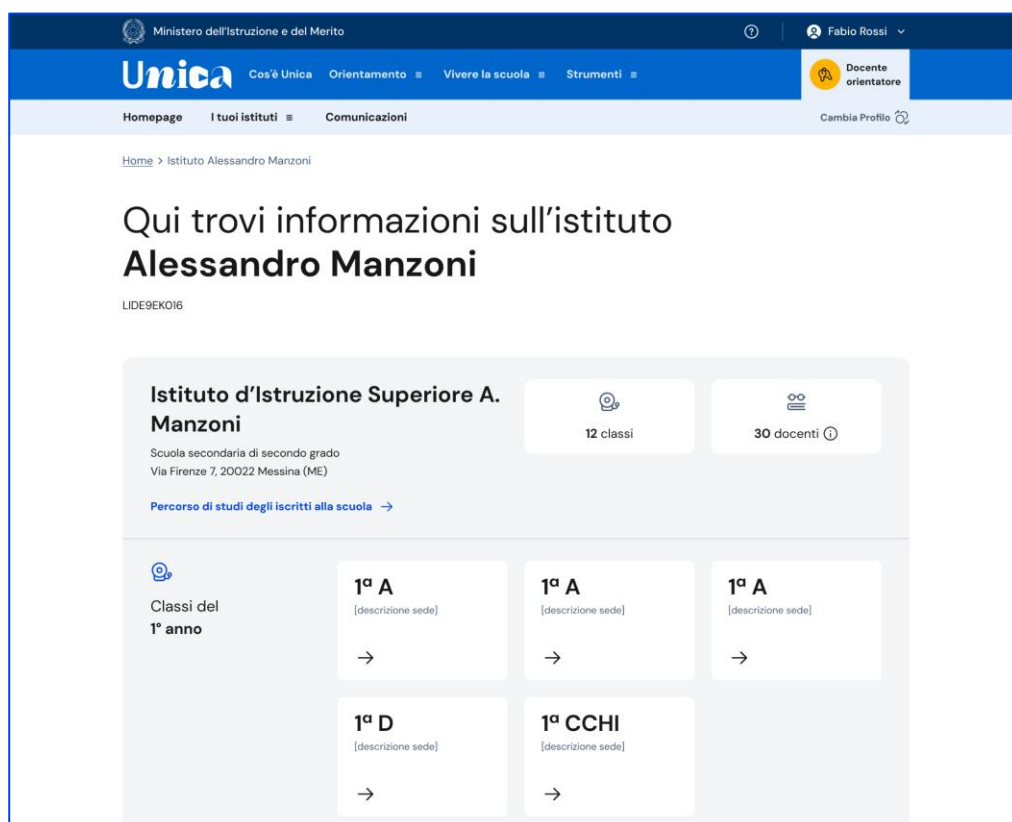 Ministero dell'Istruzione e del Merito
Fabio Rossi
Unica
Cos'è Unica Orientamento Vivere la scuola Strumenti
Docente
orientatore
Homepage I tuoi istituti Comunicazioni
Cambia Profilo
Home > Istituto Alessandro Manzoni
Qui trovi informazioni sull'istituto
Alessandro Manzoni
LIDE9EK016
Istituto d'Istruzione Superiore A.
Manzoni
Scuola secondaria di secondo grado
Via Firenze 7, 20022 Messina (ME)
Percorso di studi degli iscritti alla scuola
12 classi
30 docenti
Classi del
1° anno
1ª A
[descrizione sede]
1ª A
[descrizione sede]
1ª A
[descrizione sede]
1ª D
[descrizione sede]
1ª CCHI
[descrizione sede]